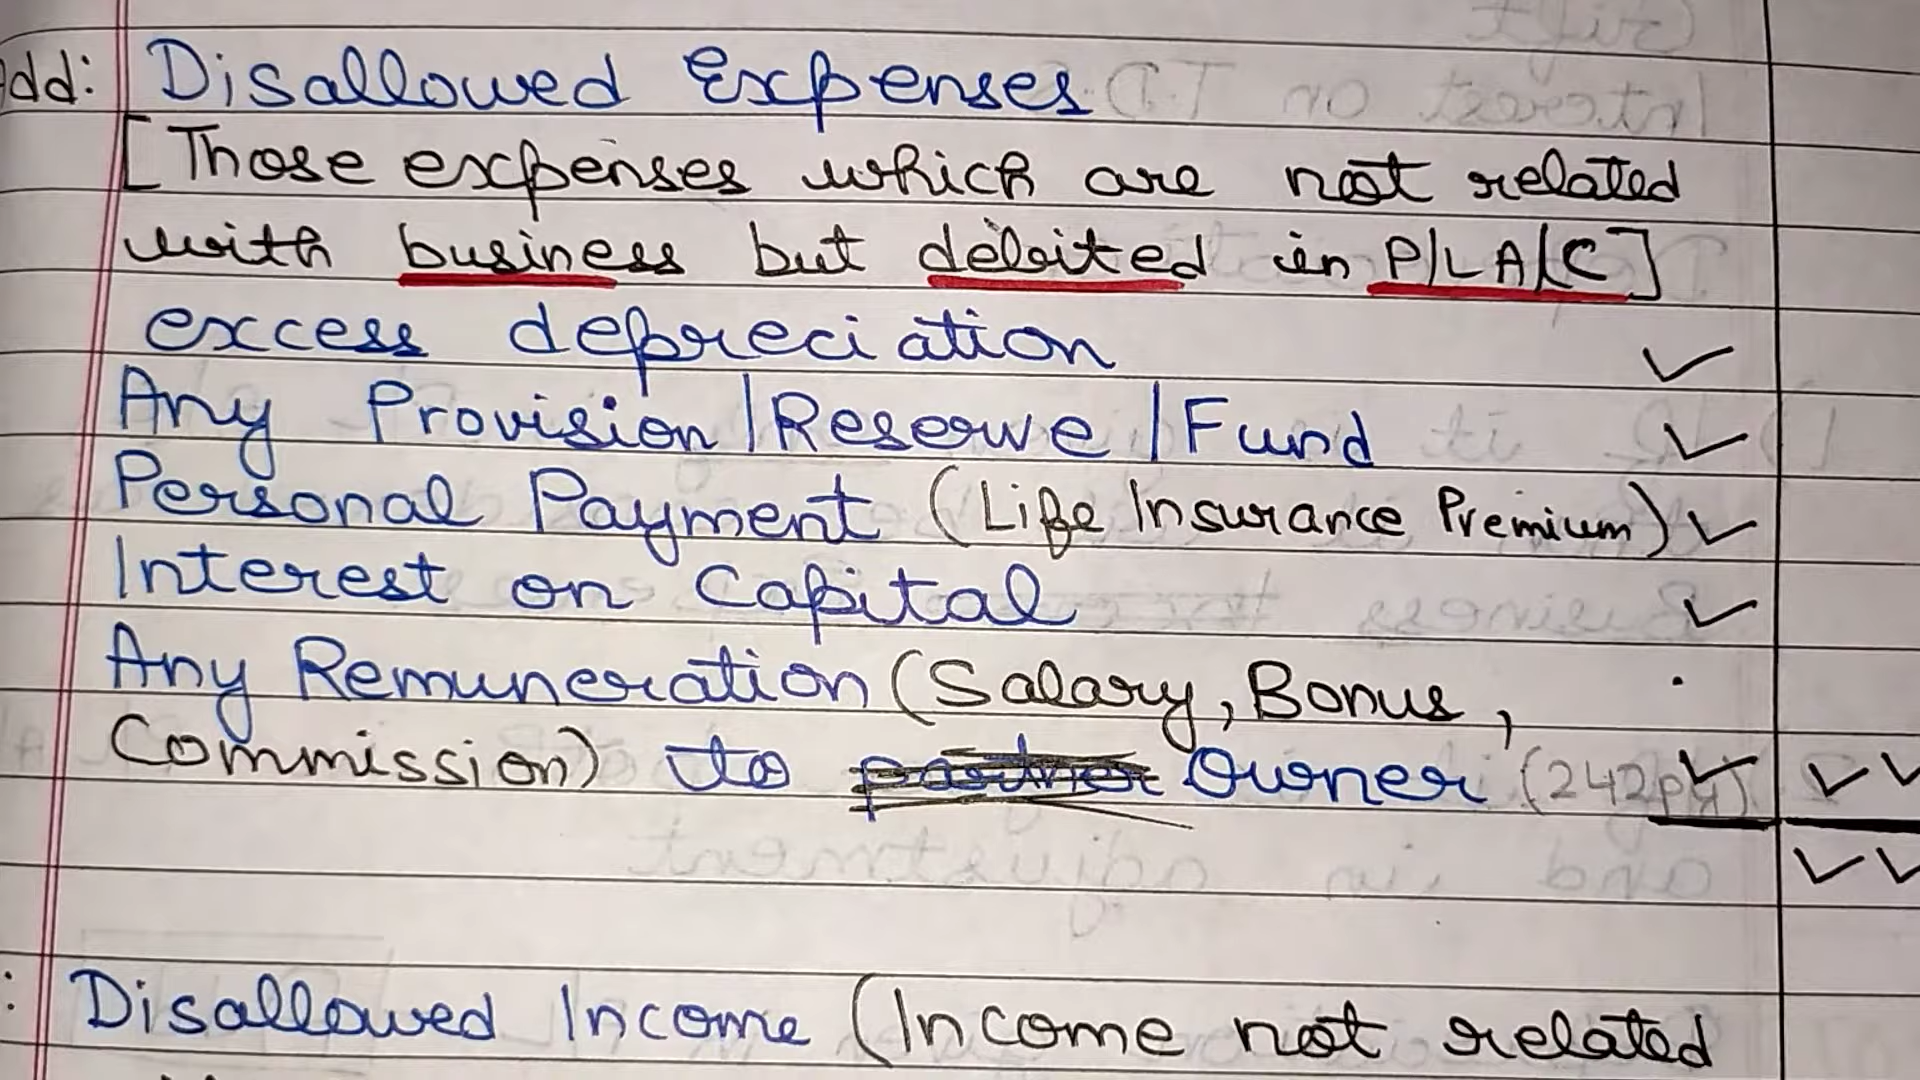 Add: Disallowed Expenses
[Those expenses which are not related
with business but debited in P/L A/C]
excess depreciation
Any Provision/Reserve/Fund
Personal Payment (Life Insurance Premium)
Interest on Capital
Any Remuneration (Salary, Bonus,
Commission) to partner Owner (242pg)
: Disallowed Income (Income not related